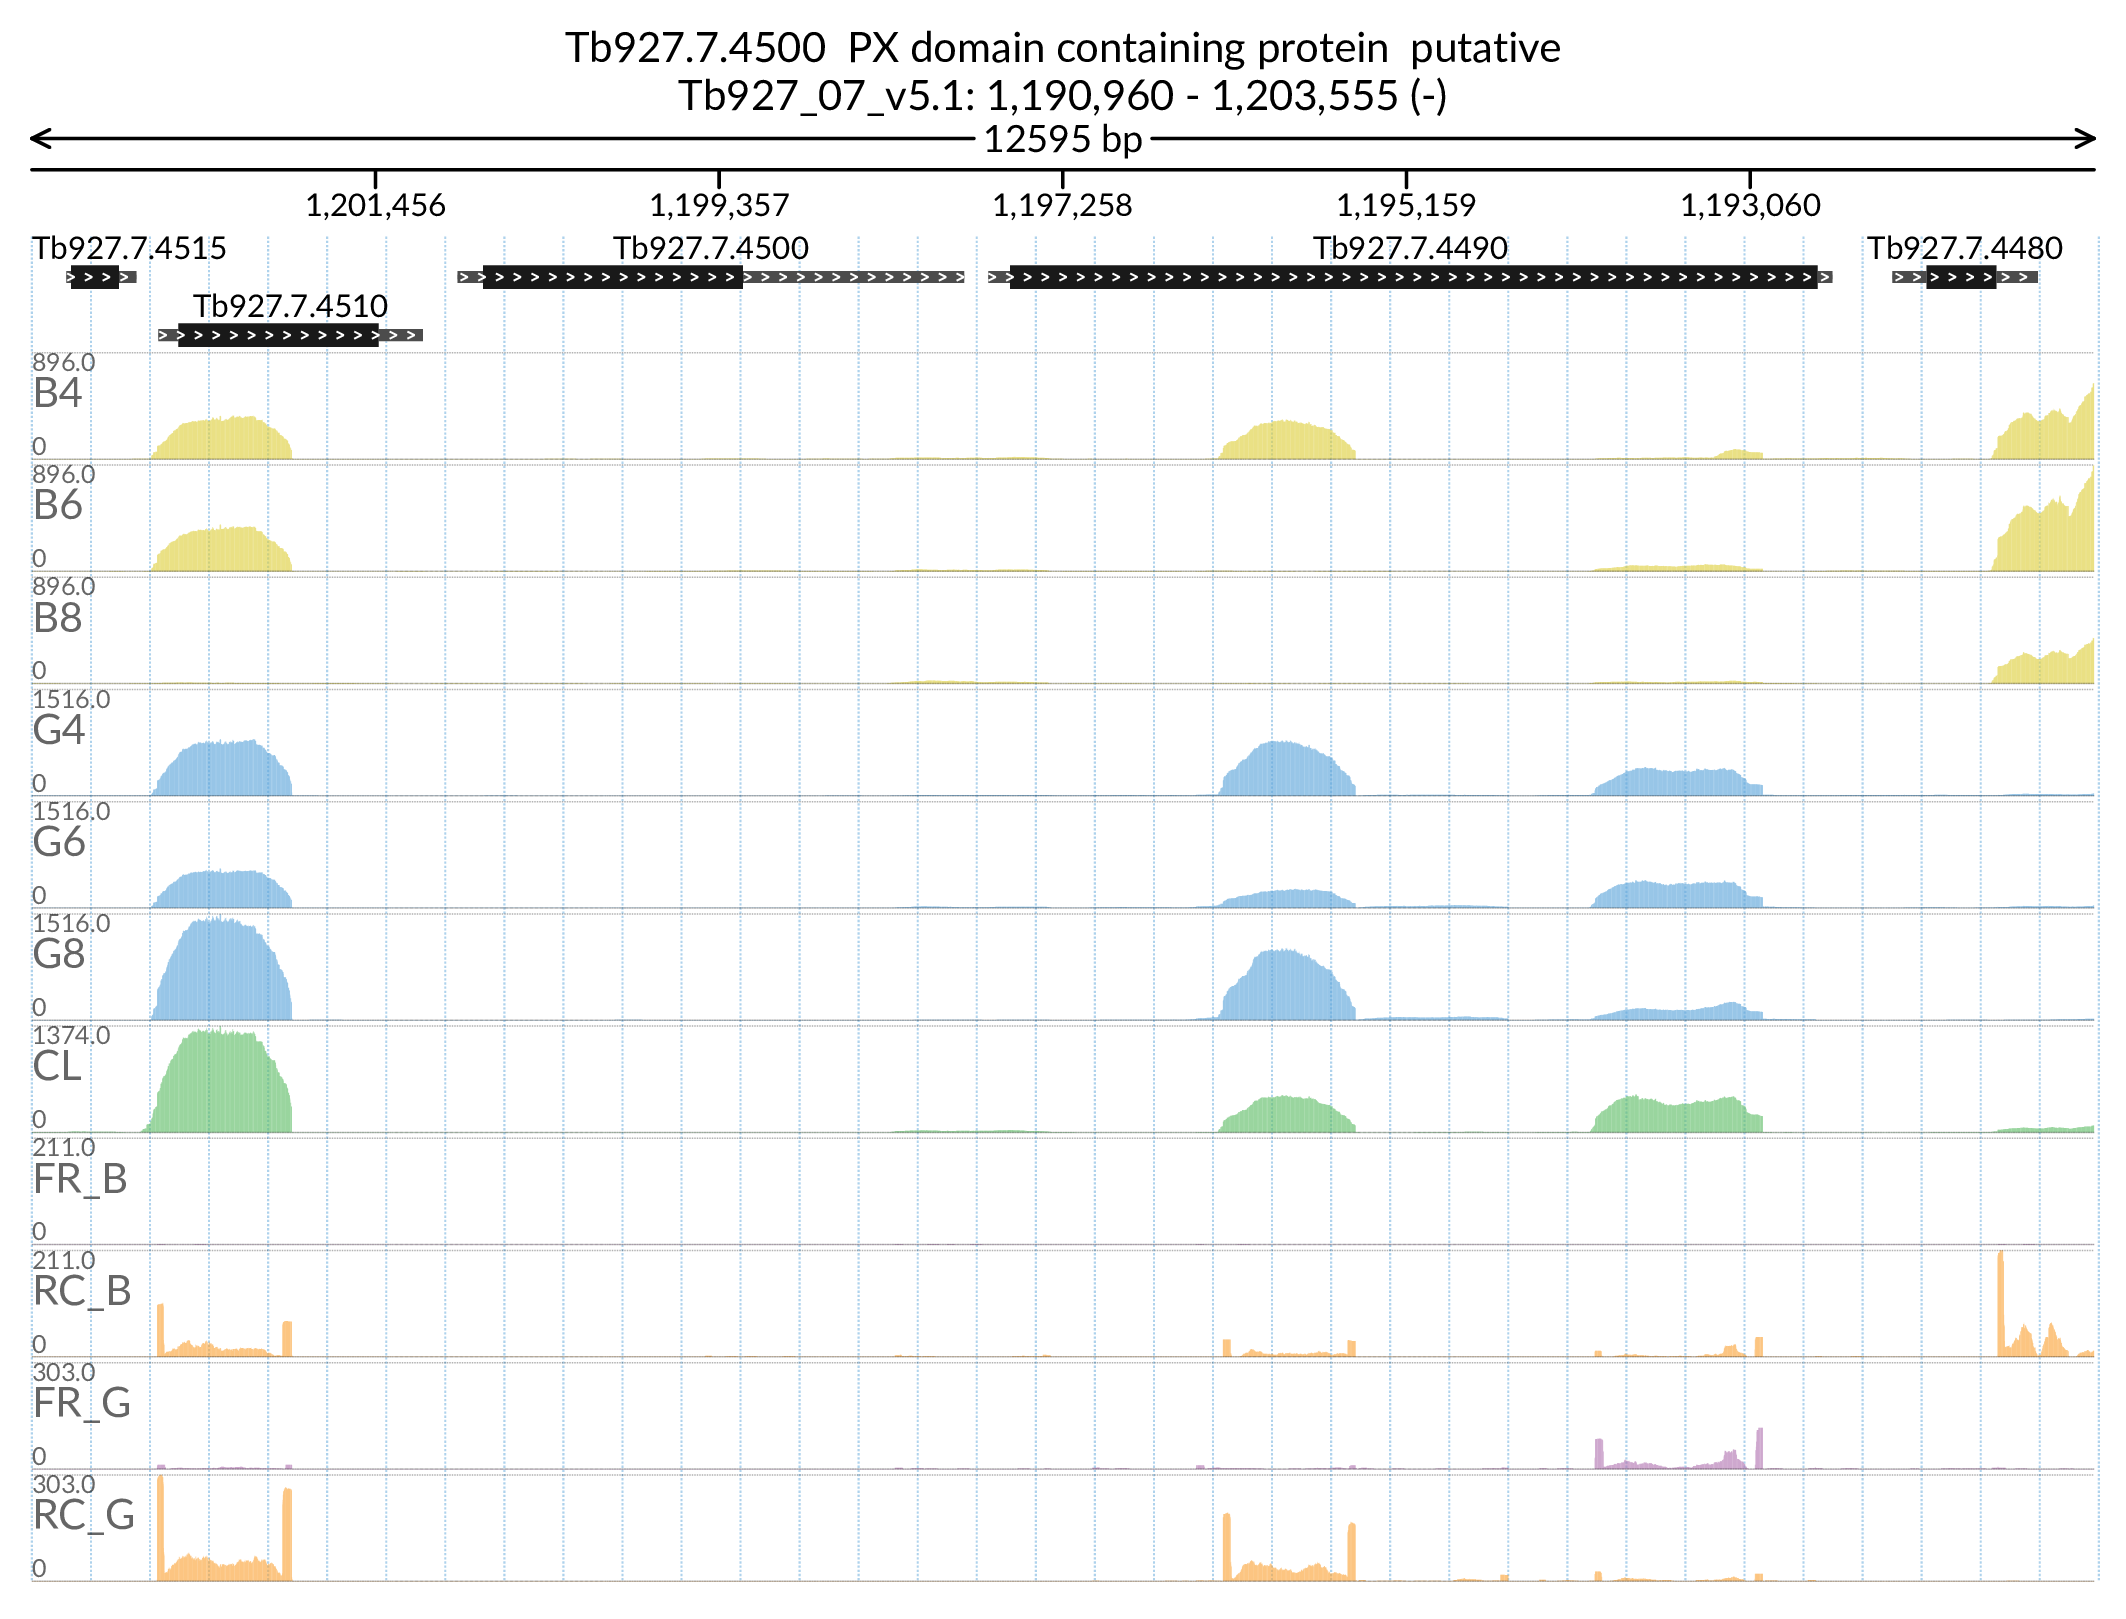 Tb927.7.4500  PX domain containing protein  putative
Tb927_07_v5.1: 1,190,960 - 1,203,555 (-)
12595 bp
1,201,456 1,199,357 1,197,258 1,195,159 1,193,060
Tb927.7.4515 Tb927.7.4500 Tb927.7.4490 Tb927.7.4480
Tb927.7.4510
896.0
B4
0
896.0
B6
0
896.0
B8
0
1516.0
G4
0
1516.0
G6
0
1516.0
G8
0
1374.0
CL
0
211.0
FR_B
0
211.0
RC_B
0
303.0
FR_G
0
303.0
RC_G
0